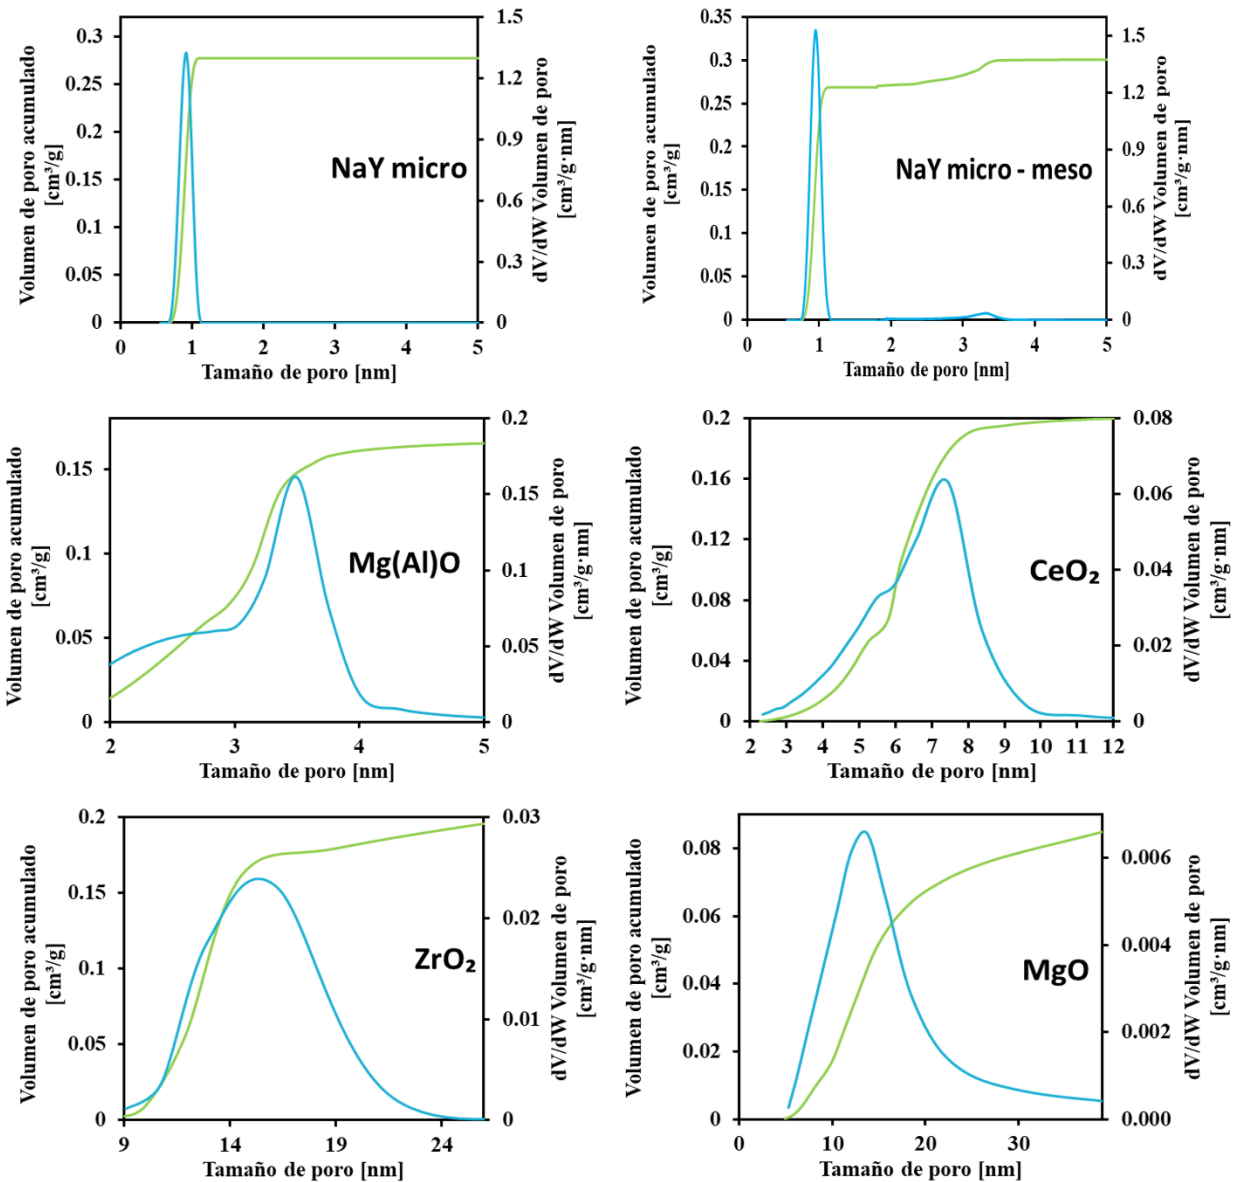 Volumen de poro acumulado
[cm³/g]
0.3
0.25
0.2
0.15
0.1
0.05
0
1.5
1.2
0.9
0.6
0.3
0
dV/dW Volumen de poro
[cm³/g·nm]
NaY micro
0 1 2 3 4 5
Tamaño de poro [nm]
Volumen de poro acumulado
[cm³/g]
0.35
0.3
0.25
0.2
0.15
0.1
0.05
0
1.5
1.2
0.9
0.6
0.3
0
dV/dW Volumen de poro
[cm³/g·nm]
NaY micro - meso
0 1 2 3 4 5
Tamaño de poro [nm]
Volumen de poro acumulado
[cm³/g]
0.15
0.1
0.05
0
0.2
0.15
0.1
0.05
0
dV/dW Volumen de poro
[cm³/g·nm]
Mg(Al)O
2 3 4 5
Tamaño de poro [nm]
Volumen de poro acumulado
[cm³/g]
0.2
0.16
0.12
0.08
0.04
0
0.08
0.06
0.04
0.02
0
dV/dW Volumen de poro
[cm³/g·nm]
CeO₂
2 3 4 5 6 7 8 9 10 11 12
Tamaño de poro [nm]
Volumen de poro acumulado
[cm³/g]
0.2
0.15
0.1
0.05
0
0.03
0.02
0.01
0
dV/dW Volumen de poro
[cm³/g·nm]
ZrO₂
9 14 19 24
Tamaño de poro [nm]
Volumen de poro acumulado
[cm³/g]
0.08
0.06
0.04
0.02
0
0.006
0.004
0.002
0.000
dV/dW Volumen de poro
[cm³/g·nm]
MgO
0 10 20 30
Tamaño de poro [nm]